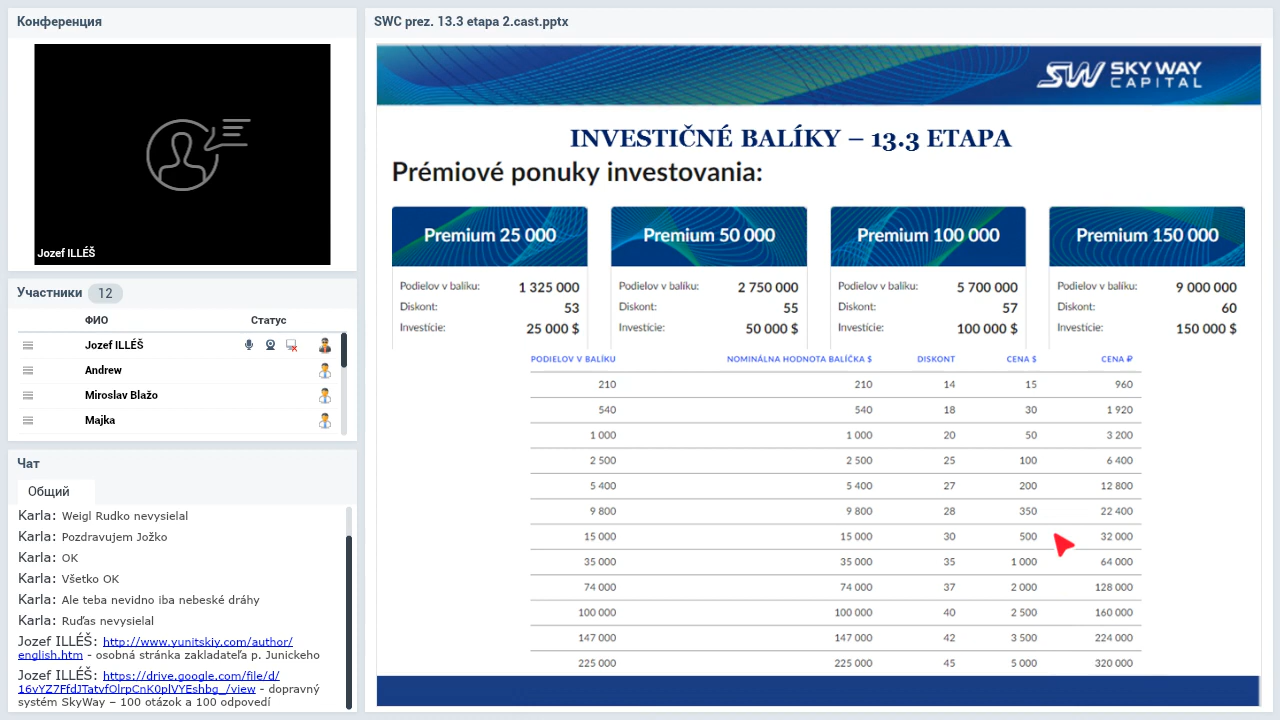 Конференция
Jozef ILLÉŠ
Участники 12
ФИО Статус
Jozef ILLÉŠ
Andrew
Miroslav Blažo
Majka
Чат
Общий
Karla: Weigl Rudko nevysielal
Karla: Pozdravujem Jožko
Karla: OK
Karla: Všetko OK
Karla: Ale teba nevidno iba nebeské dráhy
Karla: Ruďas nevysielal
Jozef ILLÉŠ: http://www.yunitskiy.com/author/
english.htm - osobná stránka zakladateľa p. Junického
Jozef ILLÉŠ: https://drive.google.com/file/d/
16vYZ7FfdJTatvfOlrpCnK0plVYEshbg_/view - dopravný
systém SkyWay – 100 otázok a 100 odpovedí
SWC prez. 13.3 etapa 2.cast.pptx
SW SKY WAY
CAPITAL
INVESTIČNÉ BALÍKY – 13.3 ETAPA
Prémiové ponuky investovania:
Premium 25 000
Podielov v balíku: 1 325 000
Diskont: 53
Investície: 25 000 $
Premium 50 000
Podielov v balíku: 2 750 000
Diskont: 55
Investície: 50 000 $
Premium 100 000
Podielov v balíku: 5 700 000
Diskont: 57
Investície: 100 000 $
Premium 150 000
Podielov v balíku: 9 000 000
Diskont: 60
Investície: 150 000 $
PODIELOV V BALÍKU NOMINÁLNA HODNOTA BALÍČKA $ DISKONT CENA $ CENA ₽
210 210 14 15 960
540 540 18 30 1 920
1 000 1 000 20 50 3 200
2 500 2 500 25 100 6 400
5 400 5 400 27 200 12 800
9 800 9 800 28 350 22 400
15 000 15 000 30 500 32 000
35 000 35 000 35 1 000 64 000
74 000 74 000 37 2 000 128 000
100 000 100 000 40 2 500 160 000
147 000 147 000 42 3 500 224 000
225 000 225 000 45 5 000 320 000